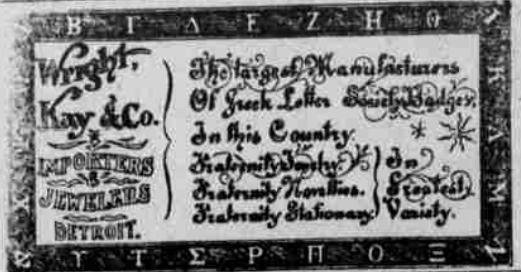 Β Γ Δ Ε Ζ Η Θ
Wright,
Kay & Co.
IMPORTERS
&
JEWELERS
DETROIT.
The largest Manufacturers
Of Greek Letter Society Badges,
In this Country.
Fraternity Jewelry.
Fraternity Novelties.
Fraternity Stationary.
In
Greatest
Variety.
Υ Τ Σ Ρ Π Ο Ξ